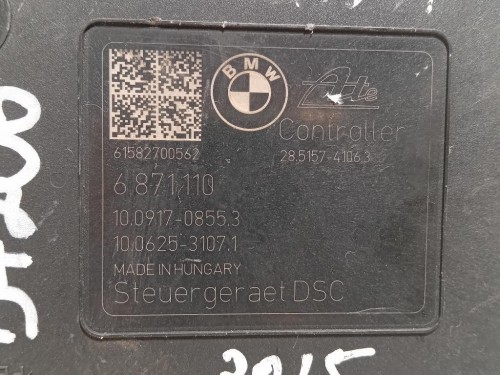 BMW
Ate
Controller
61582700562
28.5157-4106.3
6 871 110
10.0917-0855.3
10.0625-3107.1
MADE IN HUNGARY
Steuergeraet DSC
2015